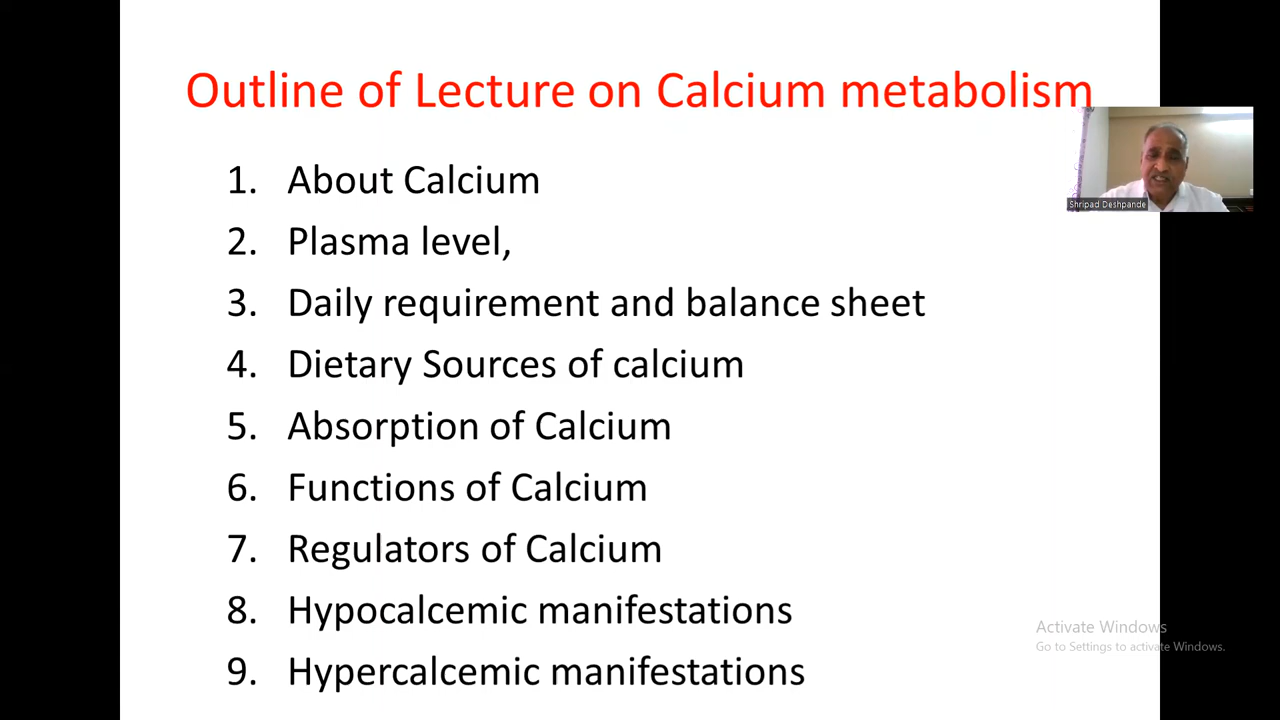 Outline of Lecture on Calcium metabolism
1. About Calcium
2. Plasma level,
3. Daily requirement and balance sheet
4. Dietary Sources of calcium
5. Absorption of Calcium
6. Functions of Calcium
7. Regulators of Calcium
8. Hypocalcemic manifestations
9. Hypercalcemic manifestations
Shripad Deshpande
Activate Windows
Go to Settings to activate Windows.